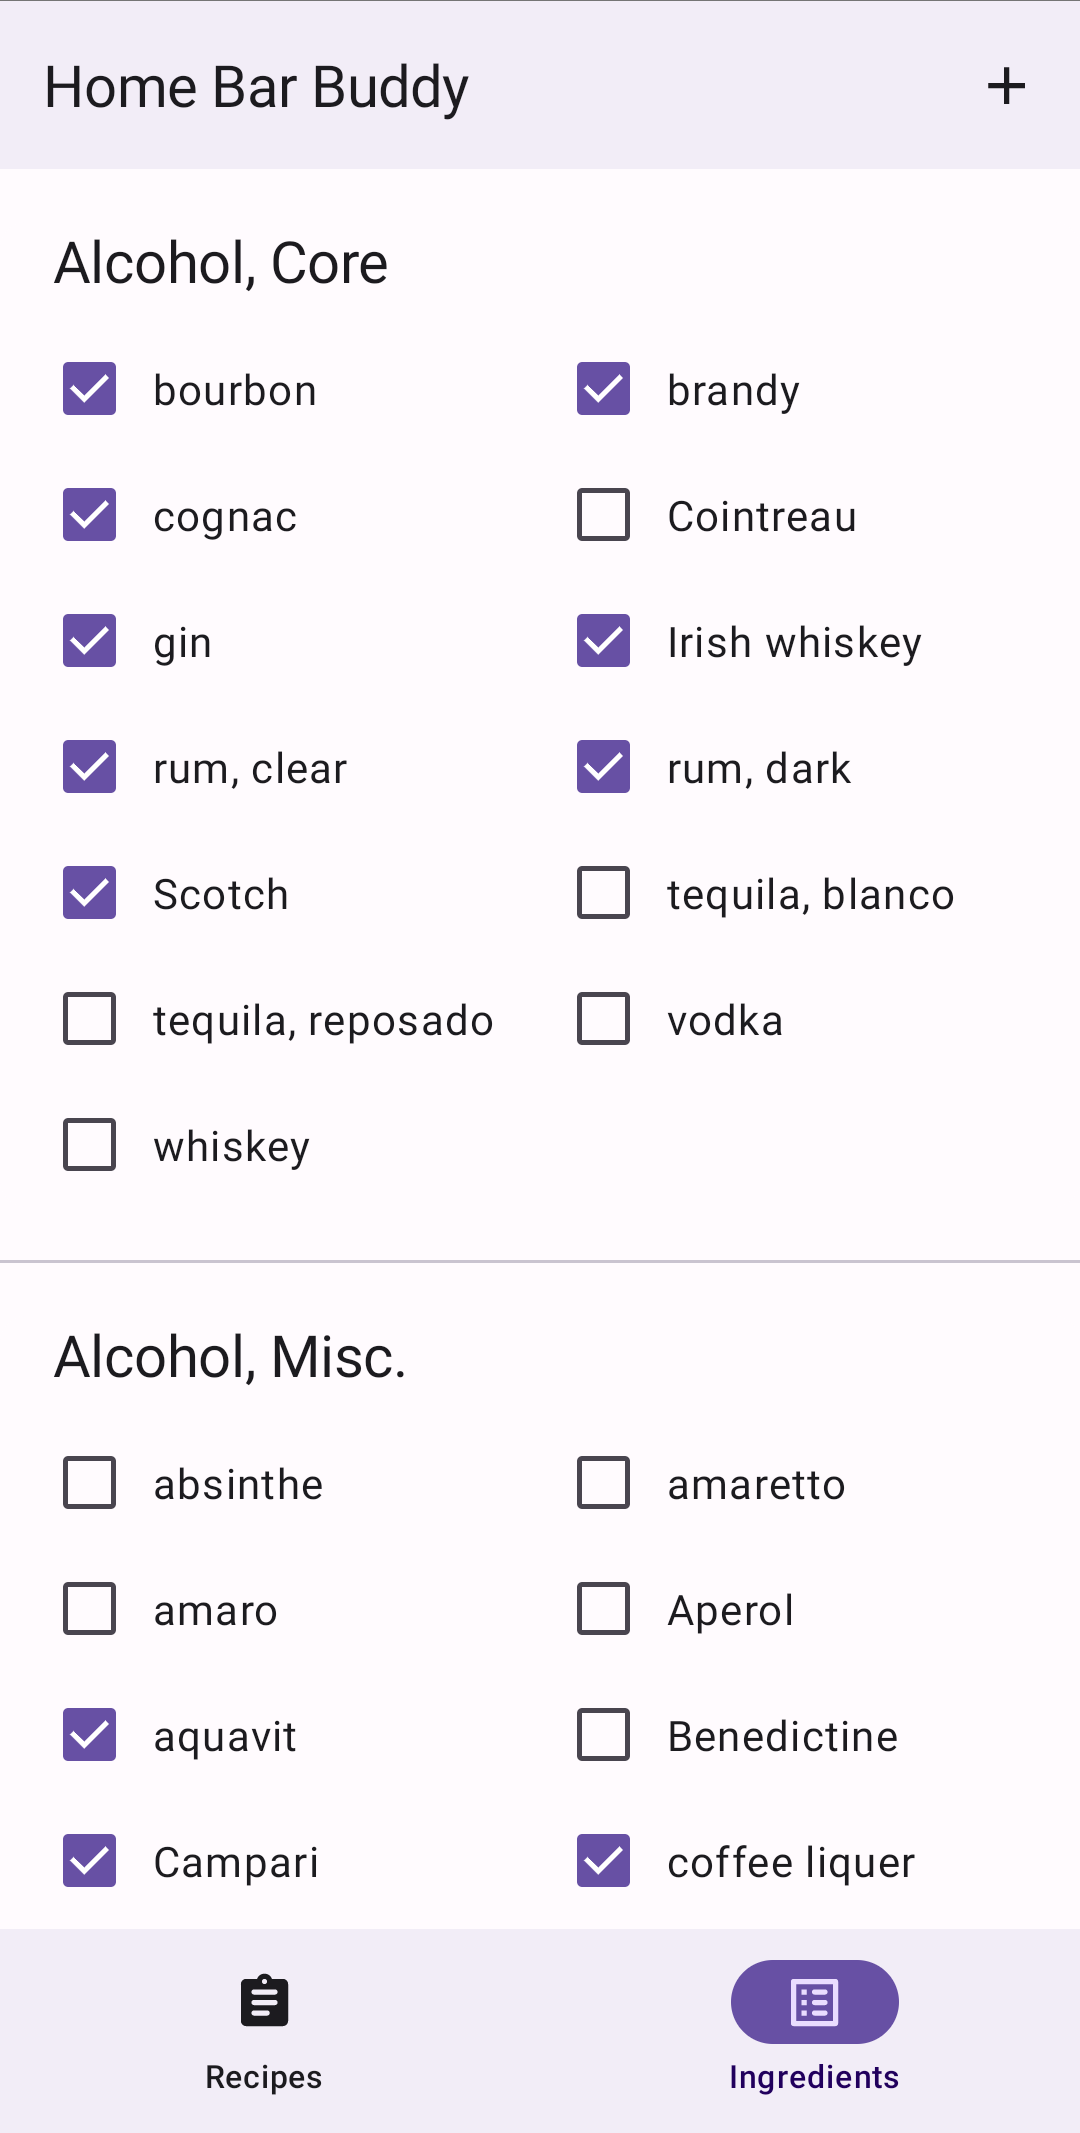 Home Bar Buddy
Alcohol, Core
bourbon
brandy
cognac
Cointreau
gin
Irish whiskey
rum, clear
rum, dark
Scotch
tequila, blanco
tequila, reposado
vodka
whiskey
Alcohol, Misc.
absinthe
amaretto
amaro
Aperol
aquavit
Benedictine
Campari
coffee liquer
Recipes
Ingredients